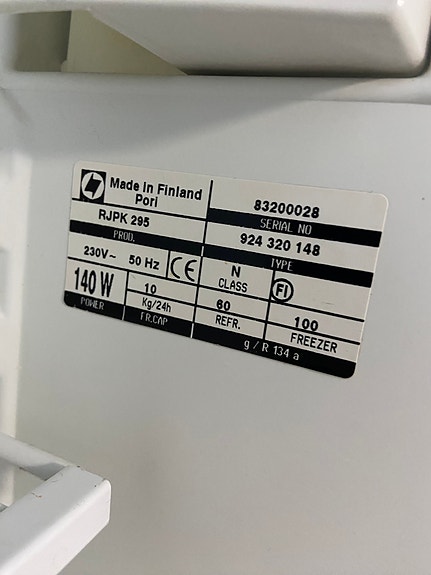 Made in Finland
Pori
83200028
SERIAL NO
RJPK 295
PROD.
924 320 148
TYPE
230V~ 50 Hz
CE
N
CLASS
FI
140 W
POWER
10
Kg/24h
FR.CAP
60
REFR.
100
FREEZER
g / R 134 a